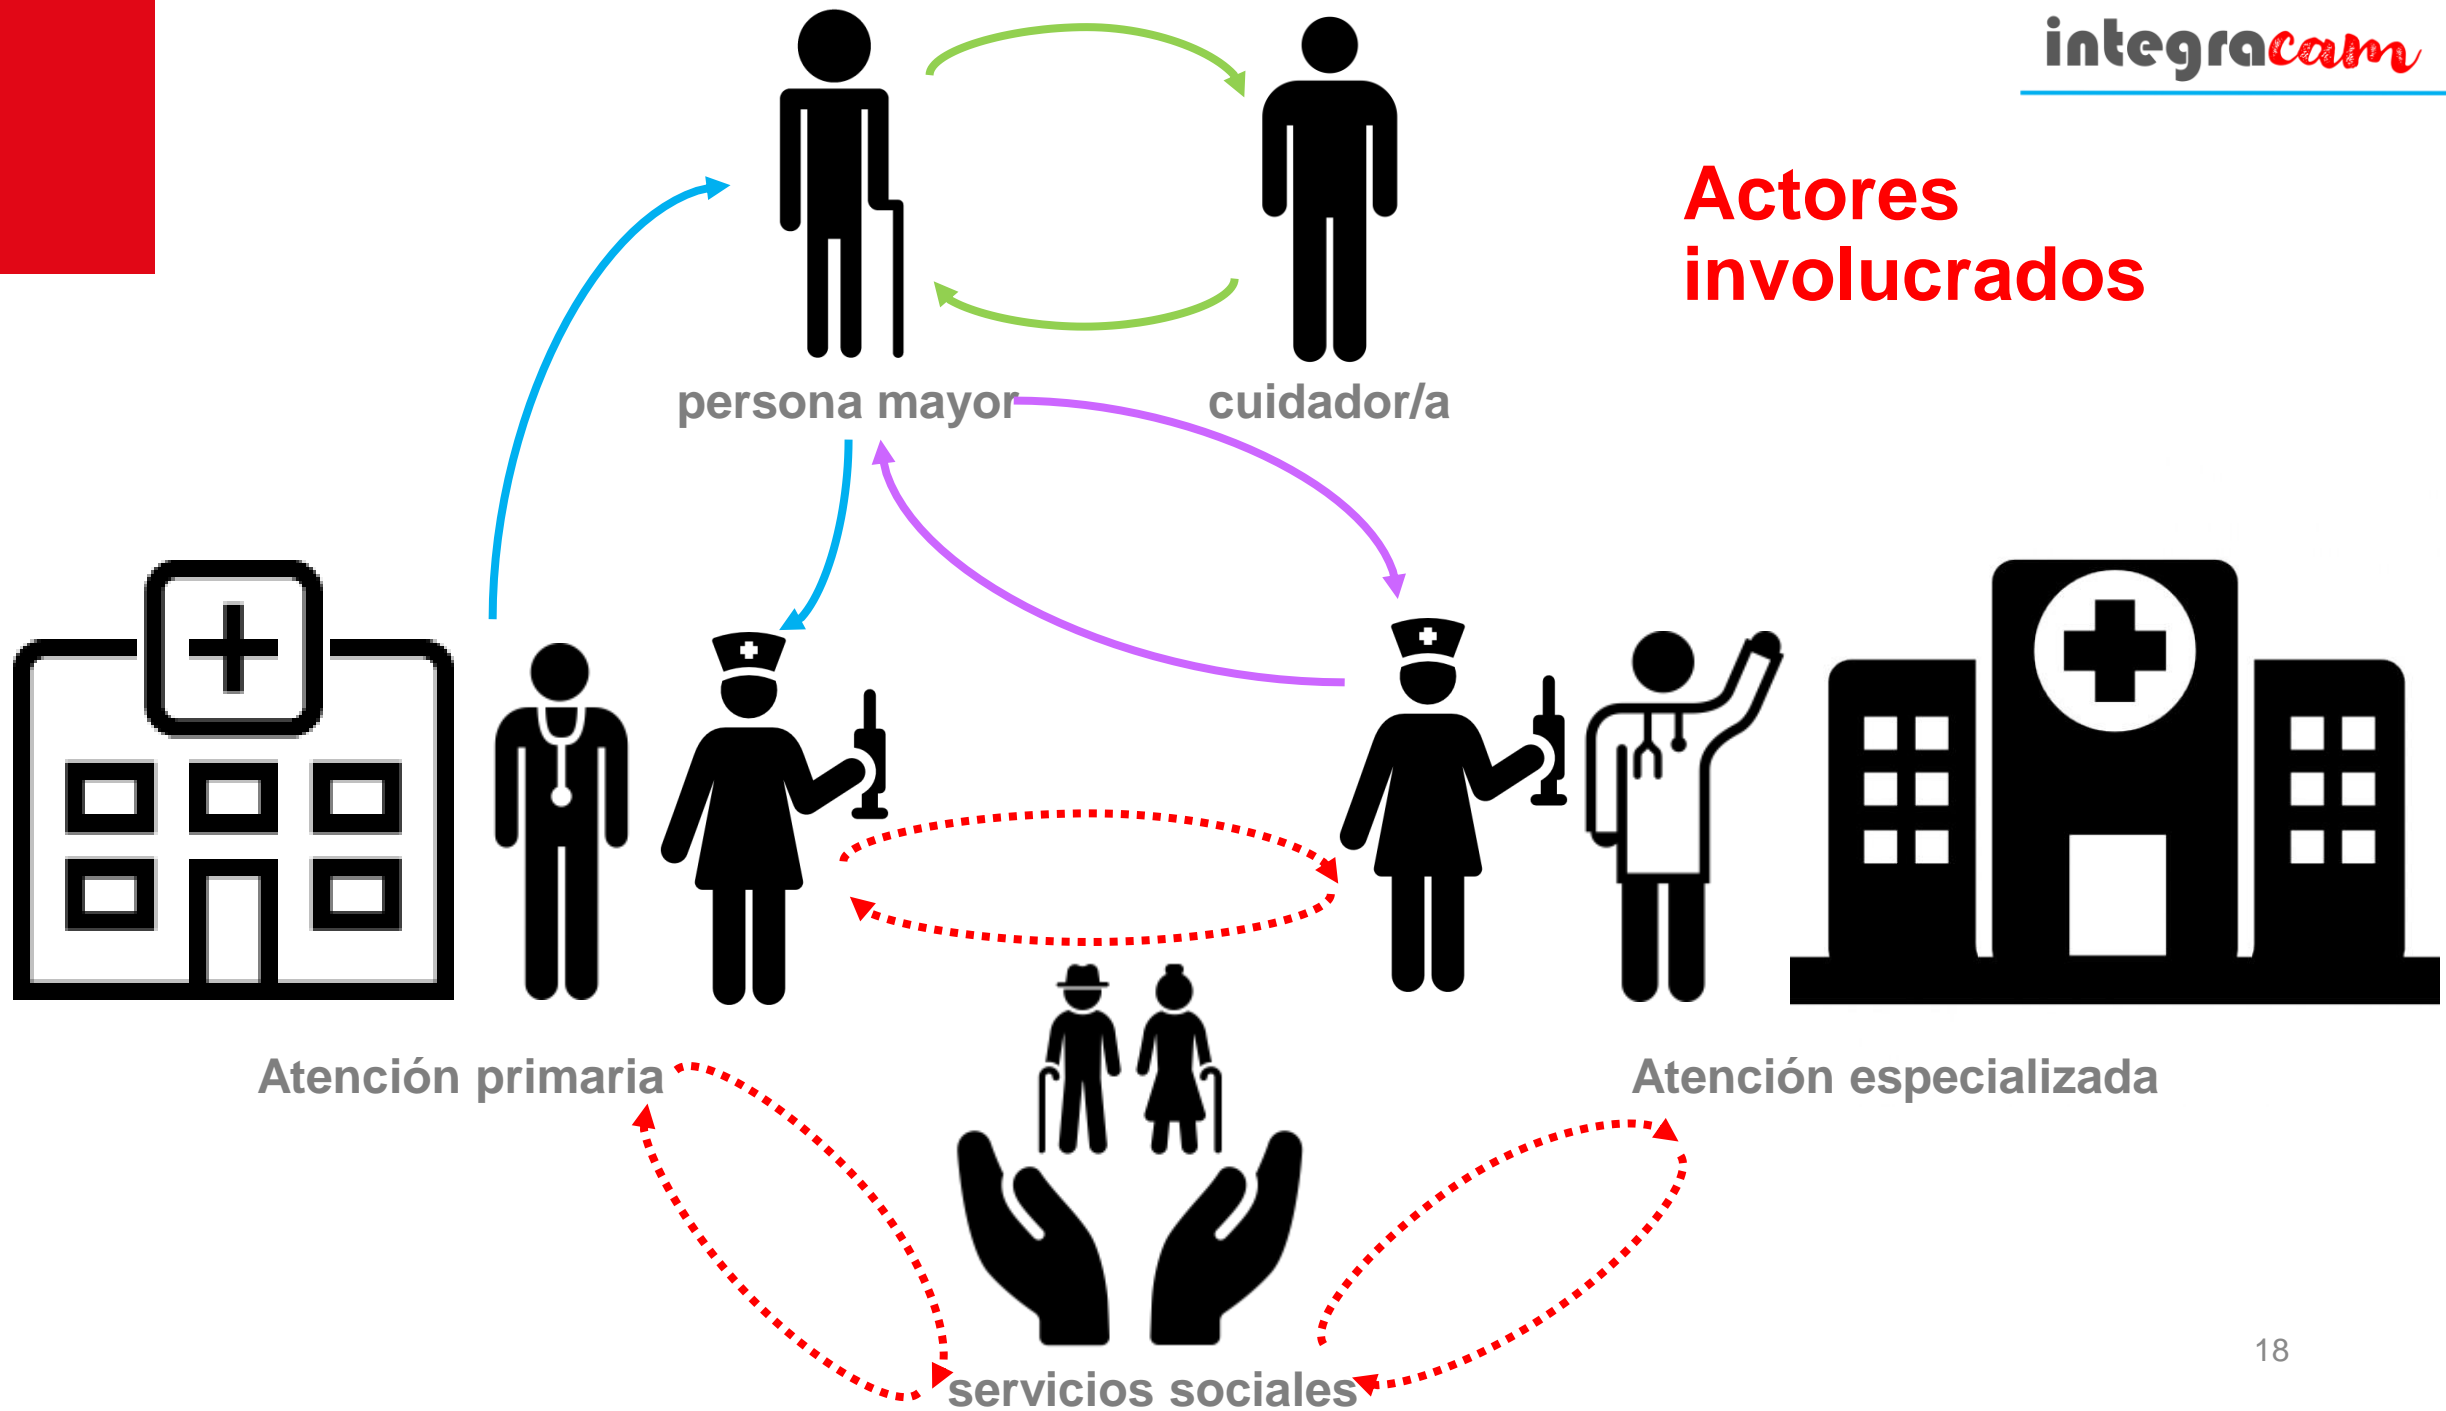 integracam
Actores
involucrados
persona mayor
cuidador/a
Atención primaria
Atención especializada
servicios sociales
18